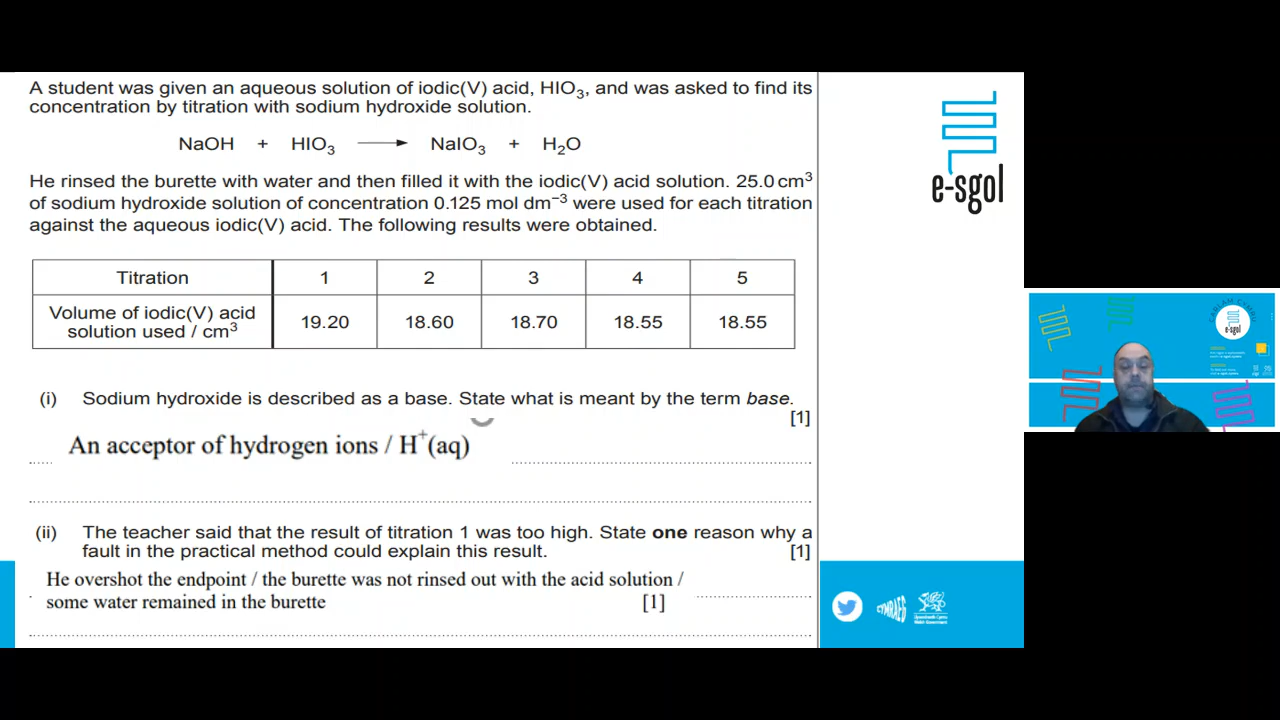 A student was given an aqueous solution of iodic(V) acid, HIO₃, and was asked to find its
concentration by titration with sodium hydroxide solution.
NaOH + HIO₃ ⟶ NaIO₃ + H₂O
He rinsed the burette with water and then filled it with the iodic(V) acid solution. 25.0 cm³
of sodium hydroxide solution of concentration 0.125 mol dm⁻³ were used for each titration
against the aqueous iodic(V) acid. The following results were obtained.
Titration 1 2 3 4 5
Volume of iodic(V) acid
solution used / cm³ 19.20 18.60 18.70 18.55 18.55
(i) Sodium hydroxide is described as a base. State what is meant by the term base.
[1]
An acceptor of hydrogen ions / H⁺(aq)
(ii) The teacher said that the result of titration 1 was too high. State one reason why a
fault in the practical method could explain this result. [1]
He overshot the endpoint / the burette was not rinsed out with the acid solution /
some water remained in the burette [1]
e-sgol
CYMRAEG
e-sgol